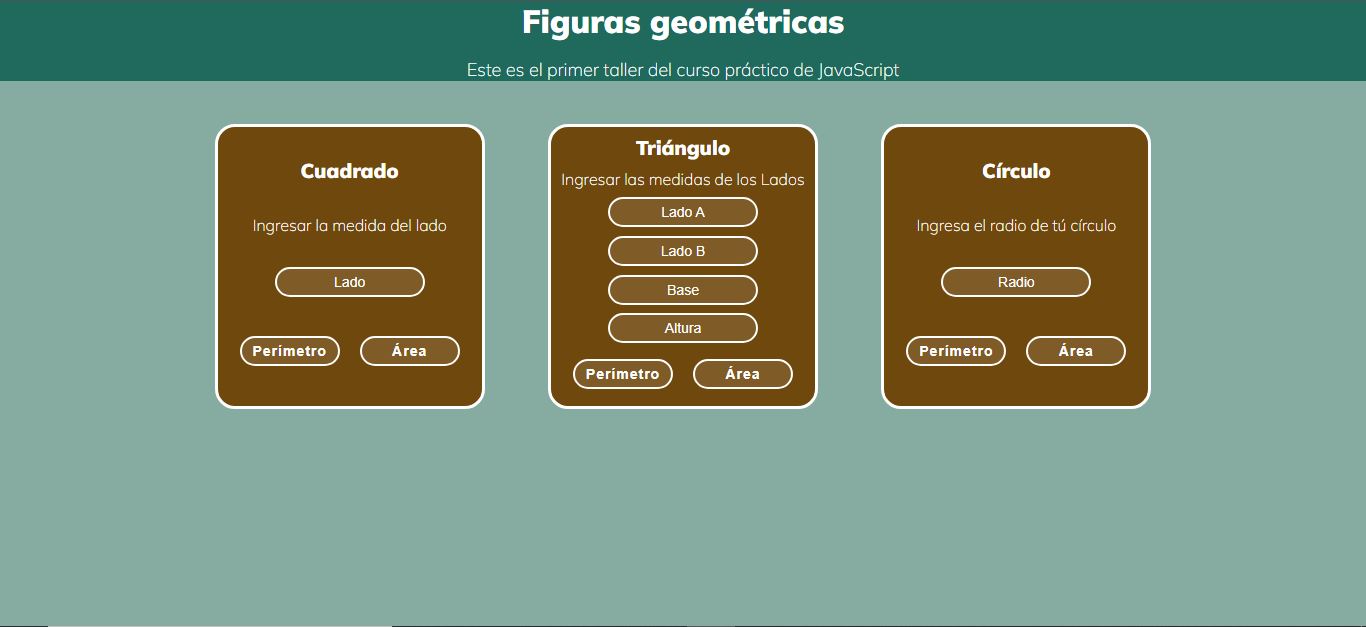 Figuras geométricas
Este es el primer taller del curso práctico de JavaScript
Cuadrado
Ingresar la medida del lado
Lado
Perímetro Área
Triángulo
Ingresar las medidas de los Lados
Lado A
Lado B
Base
Altura
Perímetro Área
Círculo
Ingresa el radio de tú círculo
Radio
Perímetro Área